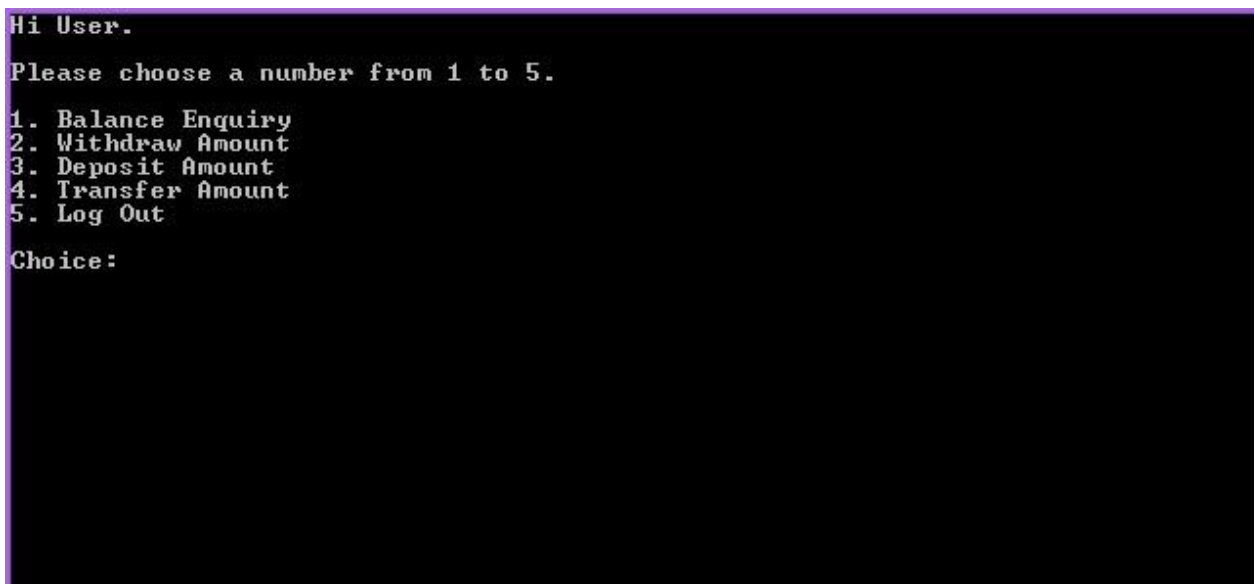 Hi User.
Please choose a number from 1 to 5.
1. Balance Enquiry
2. Withdraw Amount
3. Deposit Amount
4. Transfer Amount
5. Log Out
Choice: